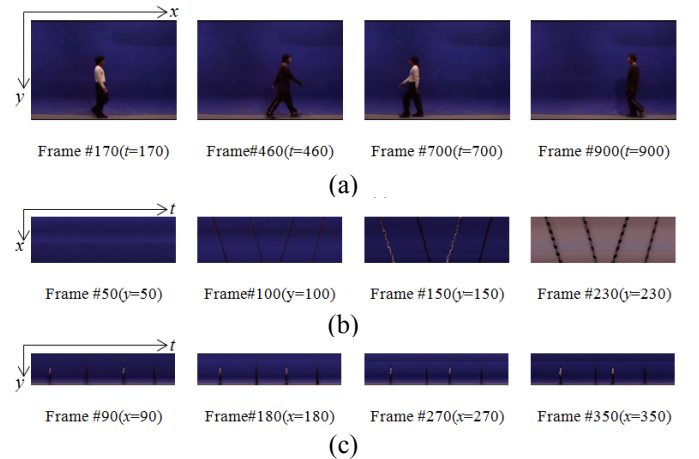 x
y
Frame #170(t=170) Frame#460(t=460) Frame #700(t=700) Frame #900(t=900)
(a)
t
x
Frame #50(y=50) Frame#100(y=100) Frame #150(y=150) Frame #230(y=230)
(b)
t
y
Frame #90(x=90) Frame#180(x=180) Frame #270(x=270) Frame #350(x=350)
(c)